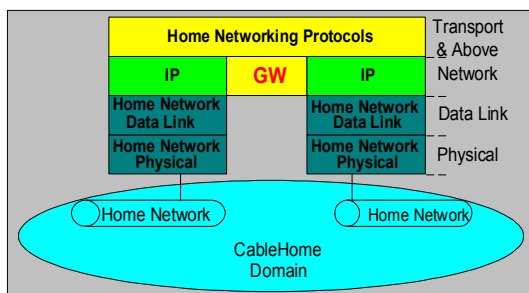 Home Networking Protocols
Transport
& Above
IP
GW
IP
Network
Home Network
Data Link
Home Network
Data Link
Data Link
Home Network
Physical
Home Network
Physical
Physical
Home Network
Home Network
CableHome
Domain